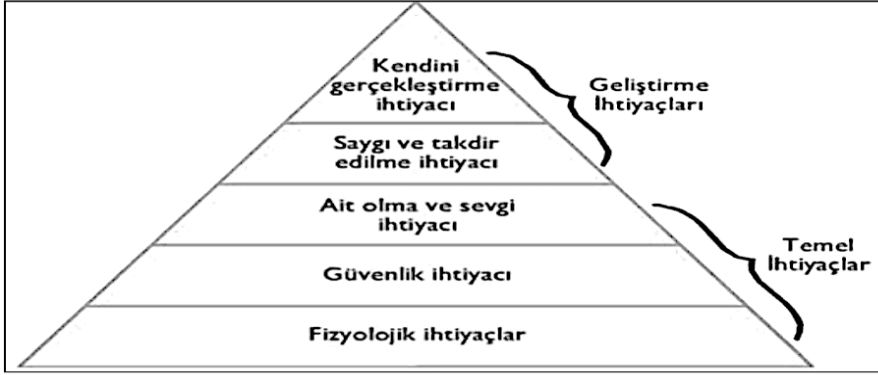 Kendini
gerçekleştirme
ihtiyacı
Geliştirme
İhtiyaçları
Saygı ve takdir
edilme ihtiyacı
Ait olma ve sevgi
ihtiyacı
Temel
İhtiyaçlar
Güvenlik ihtiyacı
Fizyolojik ihtiyaçlar